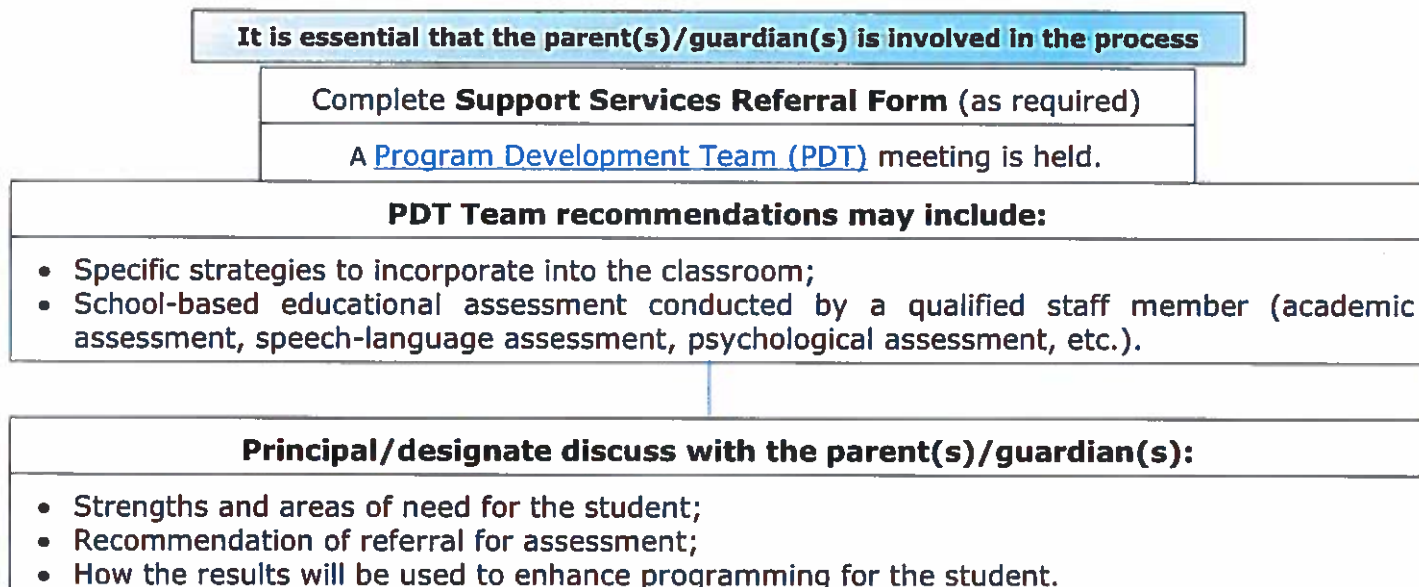 It is essential that the parent(s)/guardian(s) is involved in the process
Complete Support Services Referral Form (as required)
A Program Development Team (PDT) meeting is held.
PDT Team recommendations may include:
• Specific strategies to incorporate into the classroom;
• School-based educational assessment conducted by a qualified staff member (academic
assessment, speech-language assessment, psychological assessment, etc.).
Principal/designate discuss with the parent(s)/guardian(s):
• Strengths and areas of need for the student;
• Recommendation of referral for assessment;
• How the results will be used to enhance programming for the student.